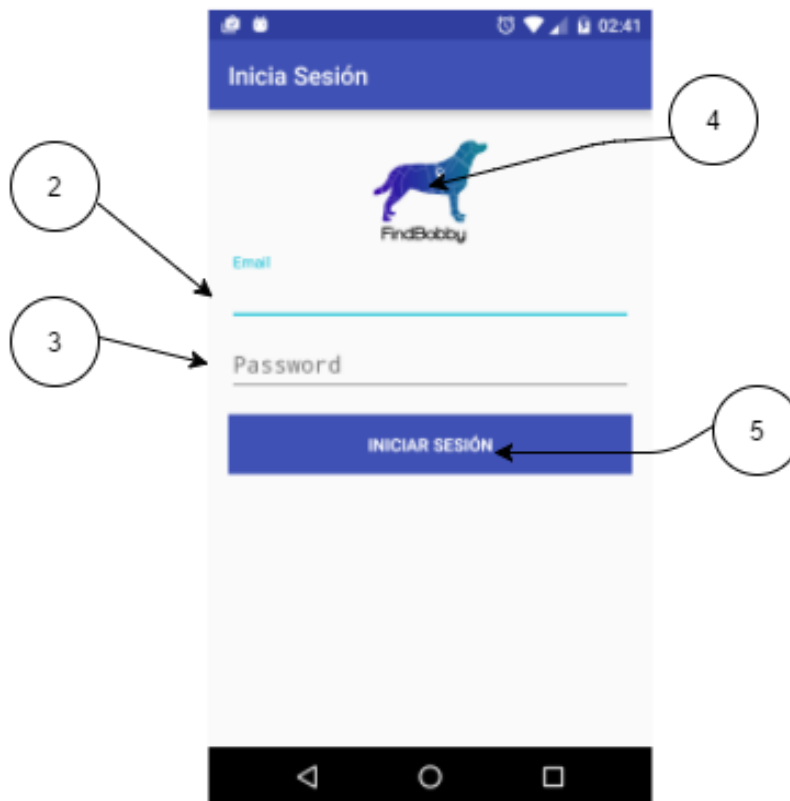 02:41
Inicia Sesión
4
2
FindBobby
Email
3
Password
INICIAR SESIÓN
5